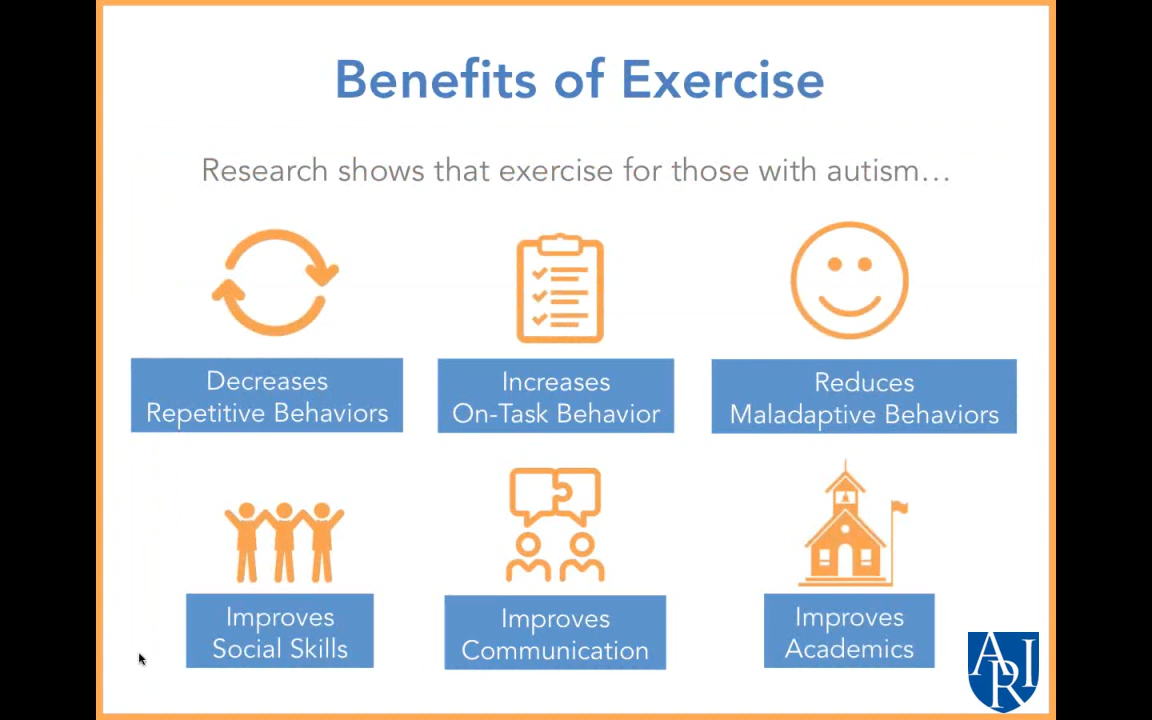 Benefits of Exercise
Research shows that exercise for those with autism...
Decreases
Repetitive Behaviors
Increases
On-Task Behavior
Reduces
Maladaptive Behaviors
Improves
Social Skills
Improves
Communication
Improves
Academics
ARI